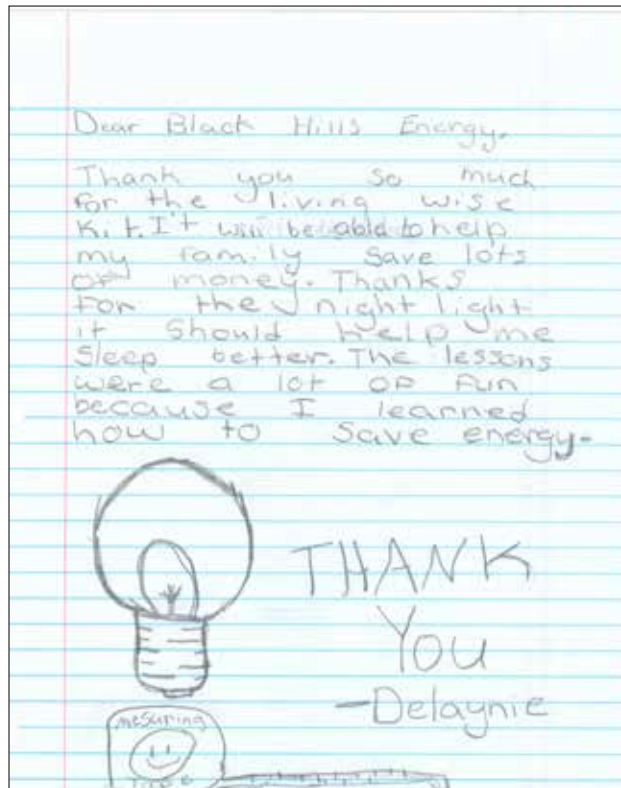 Dear Black Hills Energy.
Thank you so much
for the living wise
Kit. It will be able to help
my family save lots
of money. Thanks
for the night light
it should help me
sleep better. The lessons
were a lot of fun
because I learned
how to save energy.
THANK
YOU
-Delaynie
mesuring